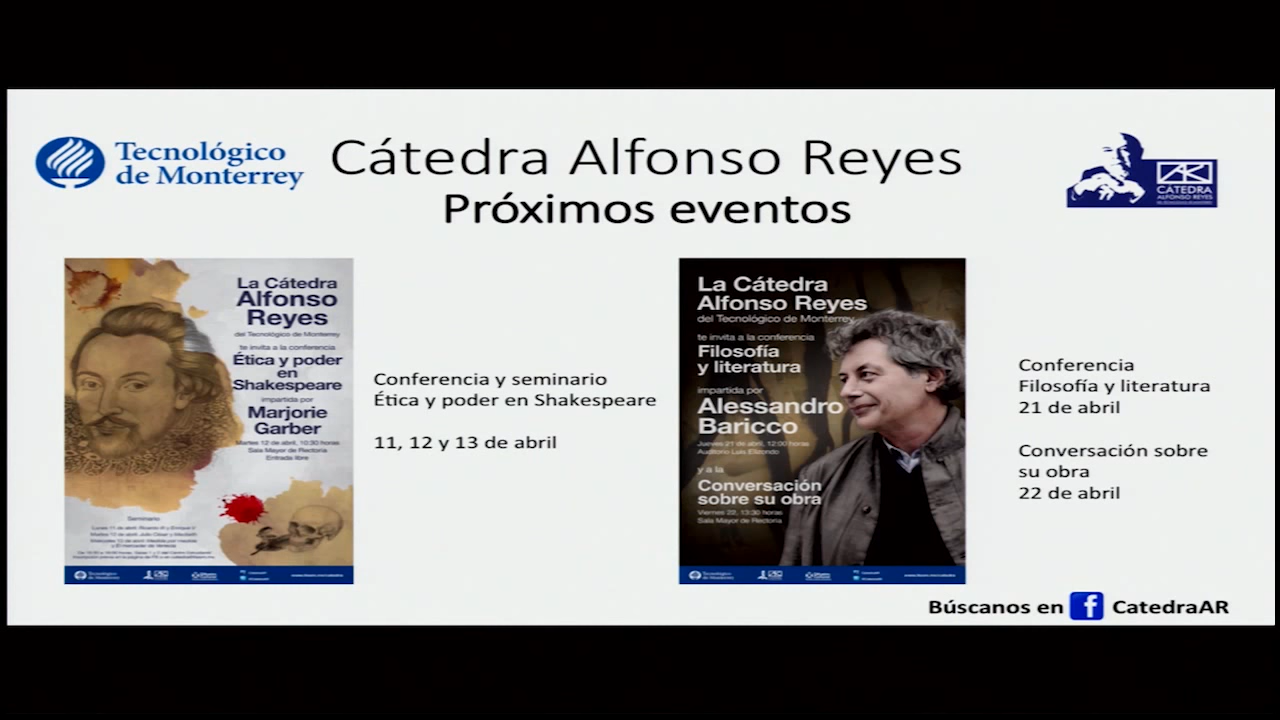 Tecnológico
de Monterrey
Cátedra Alfonso Reyes
Próximos eventos
CÁTEDRA
ALFONSO REYES
La Cátedra
Alfonso
Reyes
del Tecnológico de Monterrey
te invita a la conferencia
Ética y poder
en
Shakespeare
impartida por
Marjorie
Garber
Martes 12 de abril, 10:30 horas
Sala Mayor de Rectoría
Entrada libre
Seminario
Conferencia y seminario
Ética y poder en Shakespeare
11, 12 y 13 de abril
La Cátedra
Alfonso Reyes
del Tecnológico de Monterrey
te invita a la conferencia
Filosofía
y literatura
impartida por
Alessandro
Baricco
Jueves 21 de abril, 12:00 horas
Auditorio Luis Elizondo
y a la
Conversación
sobre su obra
Viernes 22, 13:30 horas
Sala Mayor de Rectoría
Conferencia
Filosofía y literatura
21 de abril
Conversación sobre
su obra
22 de abril
Búscanos en f CatedraAR